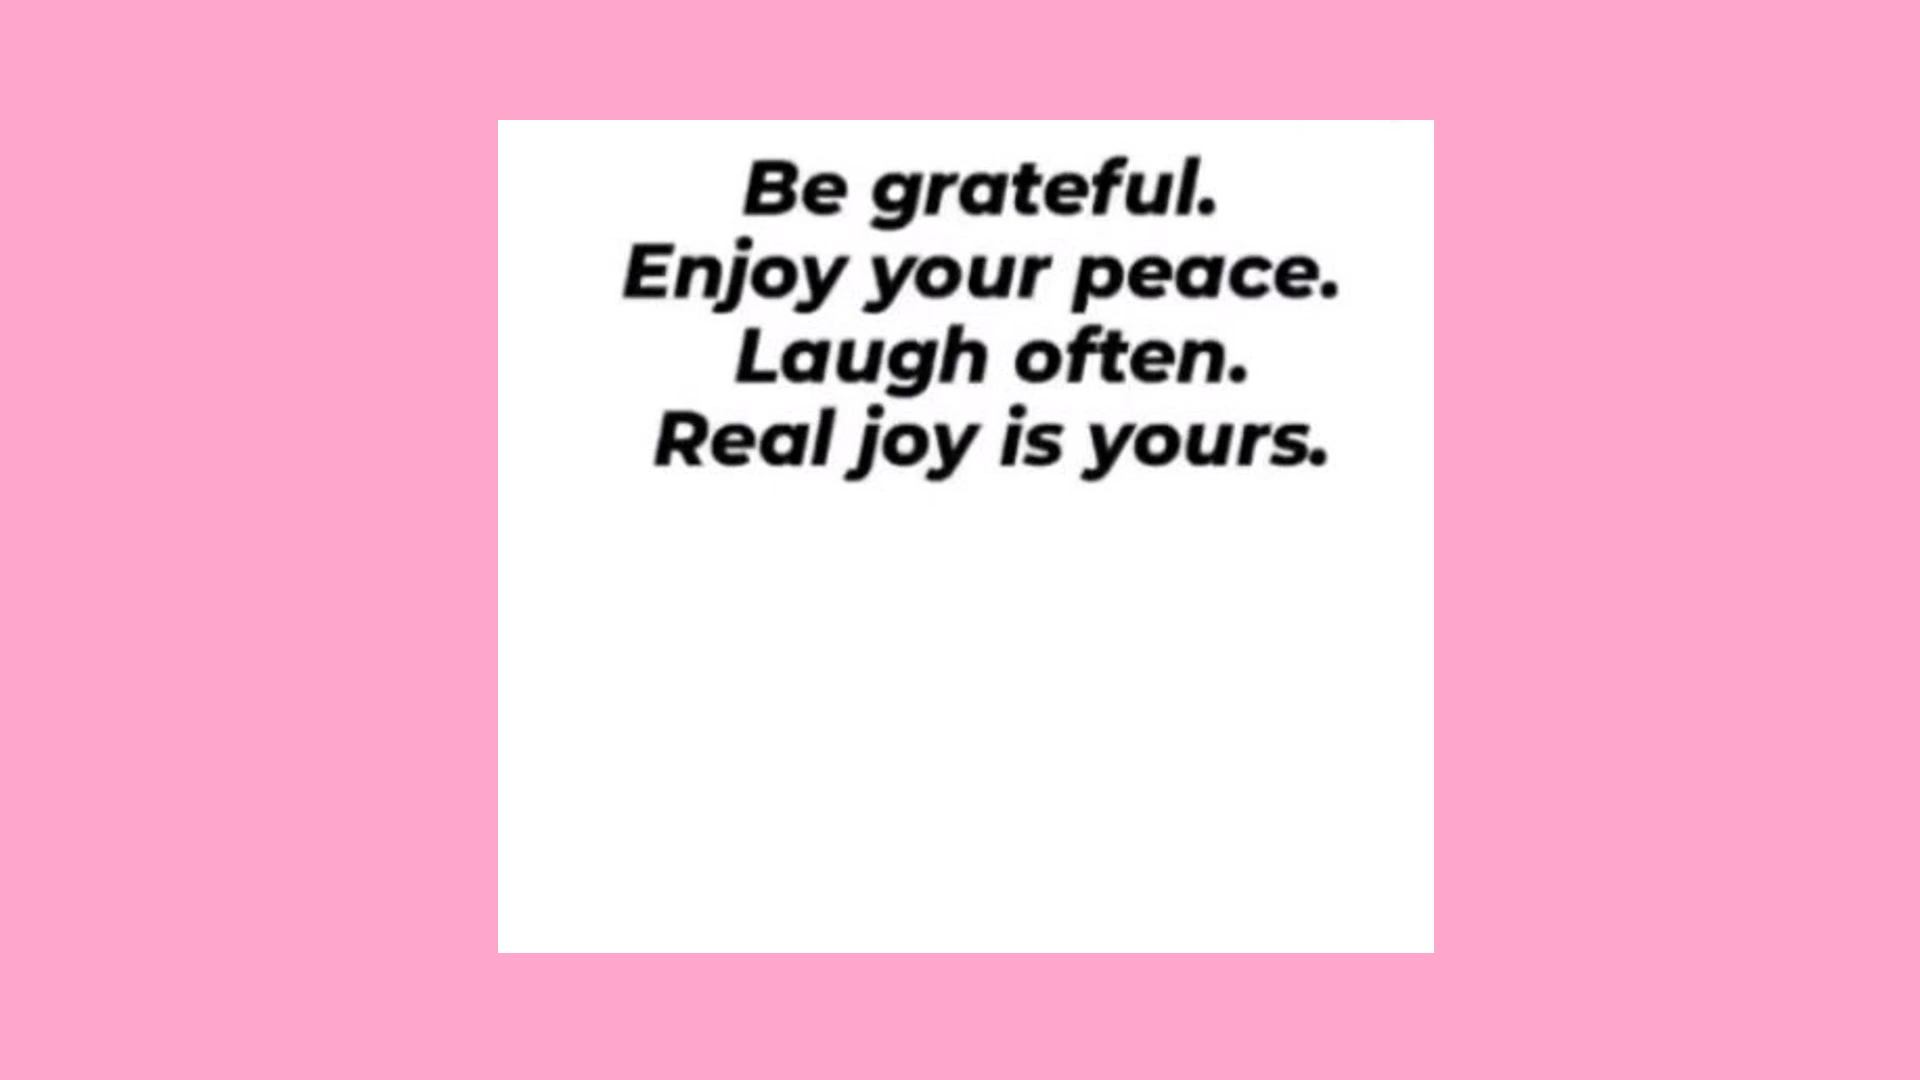 Be grateful.
Enjoy your peace.
Laugh often.
Real joy is yours.